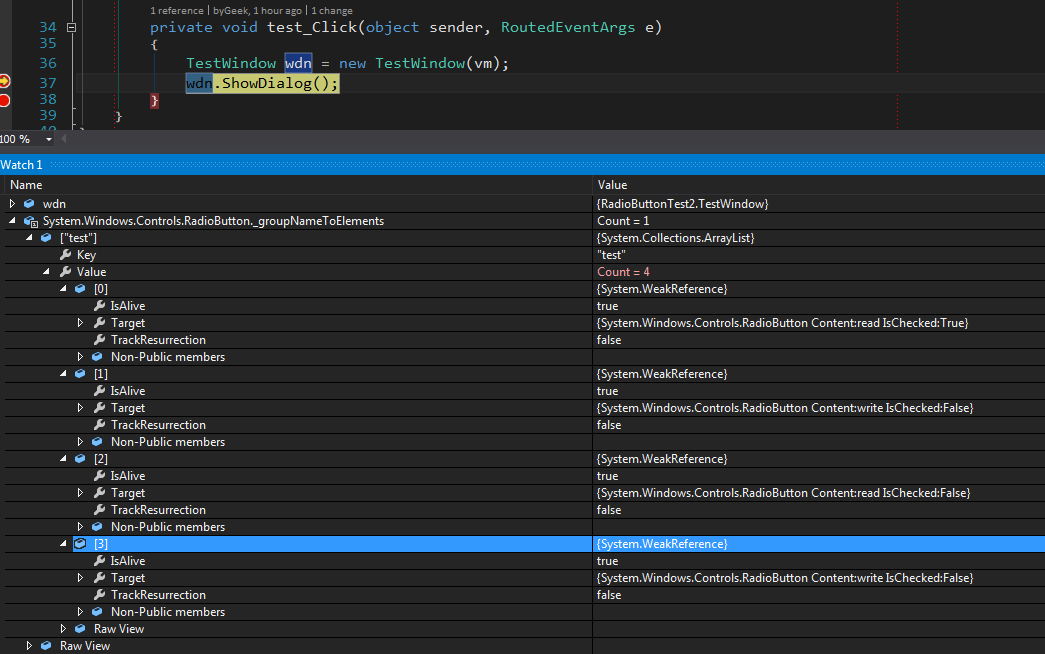 1 reference | byGeek, 1 hour ago | 1 change
34 private void test_Click(object sender, RoutedEventArgs e)
35 {
36 TestWindow wdn = new TestWindow(vm);
37 wdn.ShowDialog();
38 }
39 }
100 %
Watch 1
Name Value
wdn {RadioButtonTest2.TestWindow}
System.Windows.Controls.RadioButton._groupNameToElements Count = 1
["test"] {System.Collections.ArrayList}
Key "test"
Value Count = 4
[0] {System.WeakReference}
IsAlive true
Target {System.Windows.Controls.RadioButton Content:read IsChecked:True}
TrackResurrection false
Non-Public members
[1] {System.WeakReference}
IsAlive true
Target {System.Windows.Controls.RadioButton Content:write IsChecked:False}
TrackResurrection false
Non-Public members
[2] {System.WeakReference}
IsAlive true
Target {System.Windows.Controls.RadioButton Content:read IsChecked:False}
TrackResurrection false
Non-Public members
[3] {System.WeakReference}
IsAlive true
Target {System.Windows.Controls.RadioButton Content:write IsChecked:False}
TrackResurrection false
Non-Public members
Raw View
Raw View